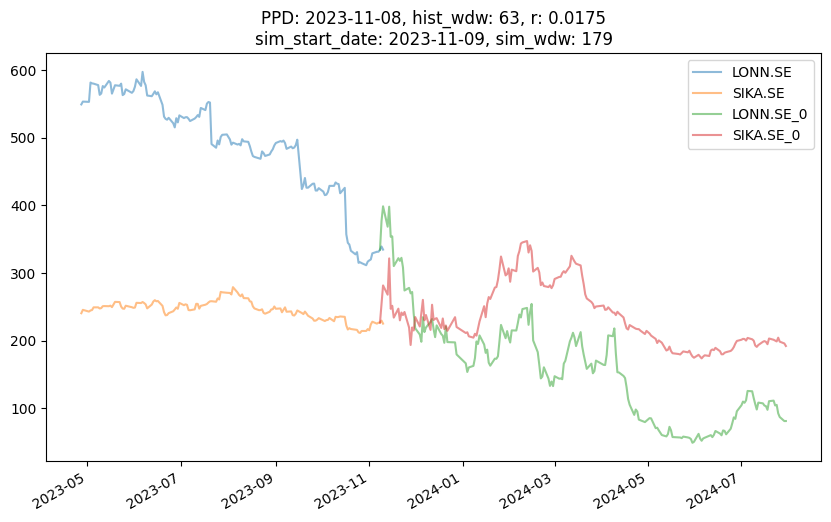 PPD: 2023-11-08, hist_wdw: 63, r: 0.0175
sim_start_date: 2023-11-09, sim_wdw: 179
LONN.SE
SIKA.SE
LONN.SE_0
SIKA.SE_0
600
500
400
300
200
100
2023-05
2023-07
2023-09
2023-11
2024-01
2024-03
2024-05
2024-07